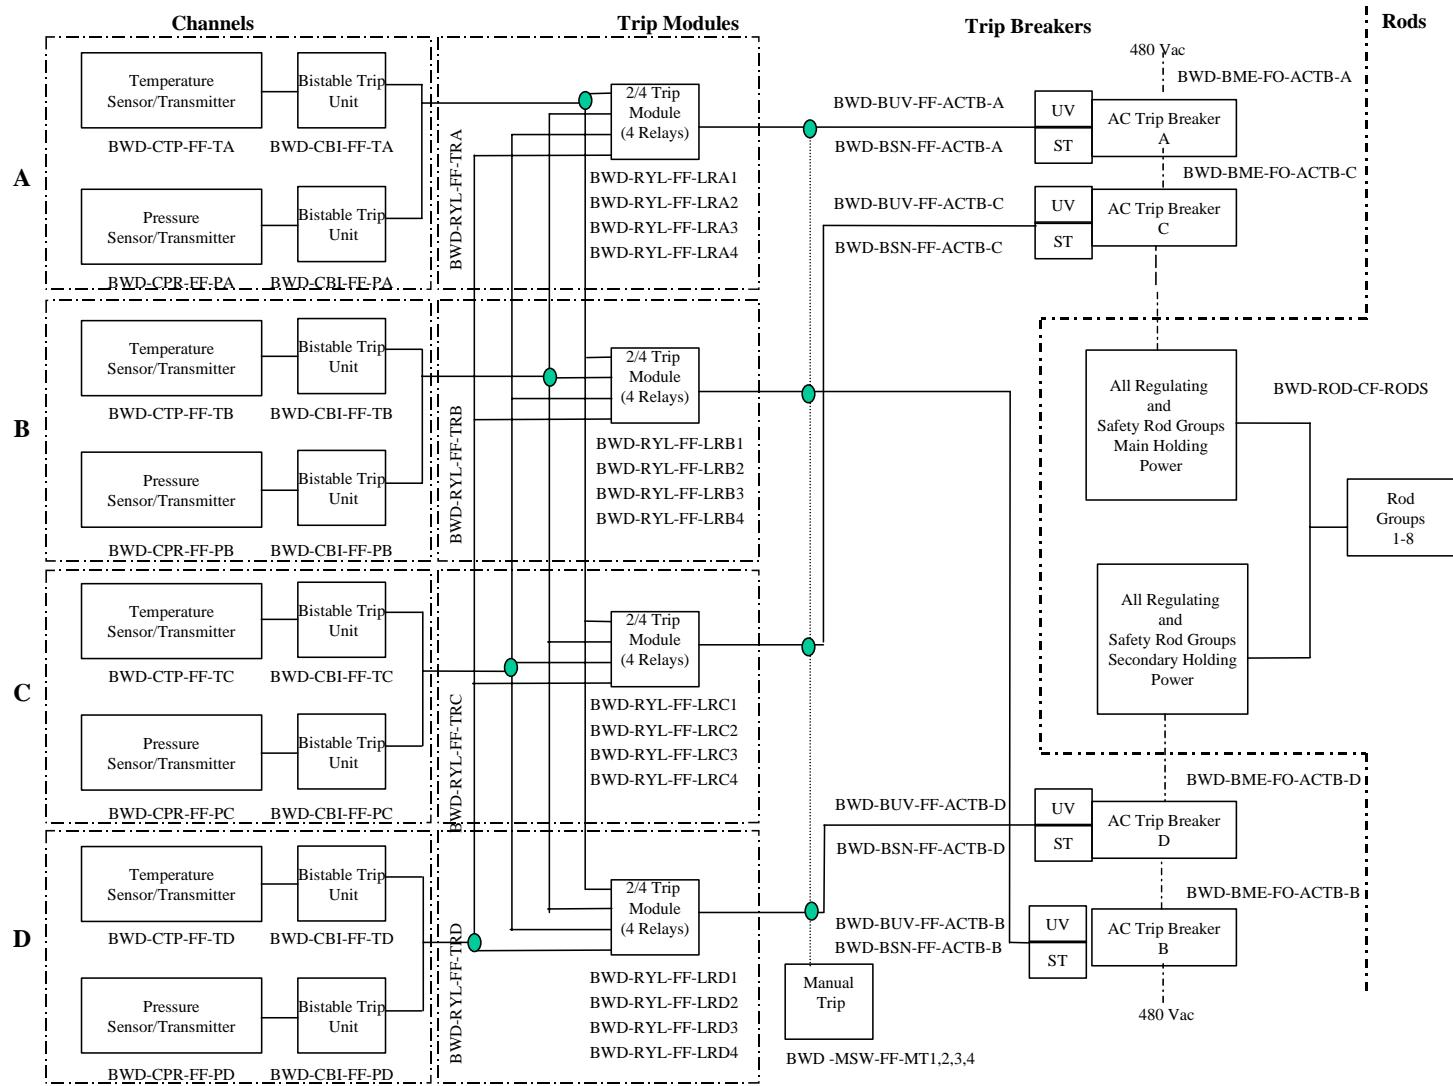 Channels
Trip Modules
Trip Breakers
Rods
A
Temperature
Sensor/Transmitter
Bistable Trip
Unit
BWD-CTP-FF-TA
BWD-CBI-FF-TA
Pressure
Sensor/Transmitter
Bistable Trip
Unit
BWD-CPR-FF-PA
BWD-CBI-FF-PA
BWD-RYL-FF-TRA
2/4 Trip
Module
(4 Relays)
BWD-RYL-FF-LRA1
BWD-RYL-FF-LRA2
BWD-RYL-FF-LRA3
BWD-RYL-FF-LRA4
B
Temperature
Sensor/Transmitter
Bistable Trip
Unit
BWD-CTP-FF-TB
BWD-CBI-FF-TB
Pressure
Sensor/Transmitter
Bistable Trip
Unit
BWD-CPR-FF-PB
BWD-CBI-FF-PB
BWD-RYL-FF-TRB
2/4 Trip
Module
(4 Relays)
BWD-RYL-FF-LRB1
BWD-RYL-FF-LRB2
BWD-RYL-FF-LRB3
BWD-RYL-FF-LRB4
C
Temperature
Sensor/Transmitter
Bistable Trip
Unit
BWD-CTP-FF-TC
BWD-CBI-FF-TC
Pressure
Sensor/Transmitter
Bistable Trip
Unit
BWD-CPR-FF-PC
BWD-CBI-FF-PC
BWD-RYL-FF-TRC
2/4 Trip
Module
(4 Relays)
BWD-RYL-FF-LRC1
BWD-RYL-FF-LRC2
BWD-RYL-FF-LRC3
BWD-RYL-FF-LRC4
D
Temperature
Sensor/Transmitter
Bistable Trip
Unit
BWD-CTP-FF-TD
BWD-CBI-FF-TD
Pressure
Sensor/Transmitter
Bistable Trip
Unit
BWD-CPR-FF-PD
BWD-CBI-FF-PD
BWD-RYL-FF-TRD
2/4 Trip
Module
(4 Relays)
BWD-RYL-FF-LRD1
BWD-RYL-FF-LRD2
BWD-RYL-FF-LRD3
BWD-RYL-FF-LRD4
480 Vac
BWD-BME-FO-ACTB-A
BWD-BUV-FF-ACTB-A
BWD-BSN-FF-ACTB-A
UV
ST
AC Trip Breaker
A
BWD-BME-FO-ACTB-C
BWD-BUV-FF-ACTB-C
BWD-BSN-FF-ACTB-C
UV
ST
AC Trip Breaker
C
All Regulating
and
Safety Rod Groups
Main Holding
Power
BWD-ROD-CF-RODS
Rod
Groups
1-8
All Regulating
and
Safety Rod Groups
Secondary Holding
Power
BWD-BME-FO-ACTB-D
BWD-BUV-FF-ACTB-D
BWD-BSN-FF-ACTB-D
UV
ST
AC Trip Breaker
D
BWD-BME-FO-ACTB-B
BWD-BUV-FF-ACTB-B
BWD-BSN-FF-ACTB-B
UV
ST
AC Trip Breaker
B
480 Vac
Manual
Trip
BWD -MSW-FF-MT1,2,3,4